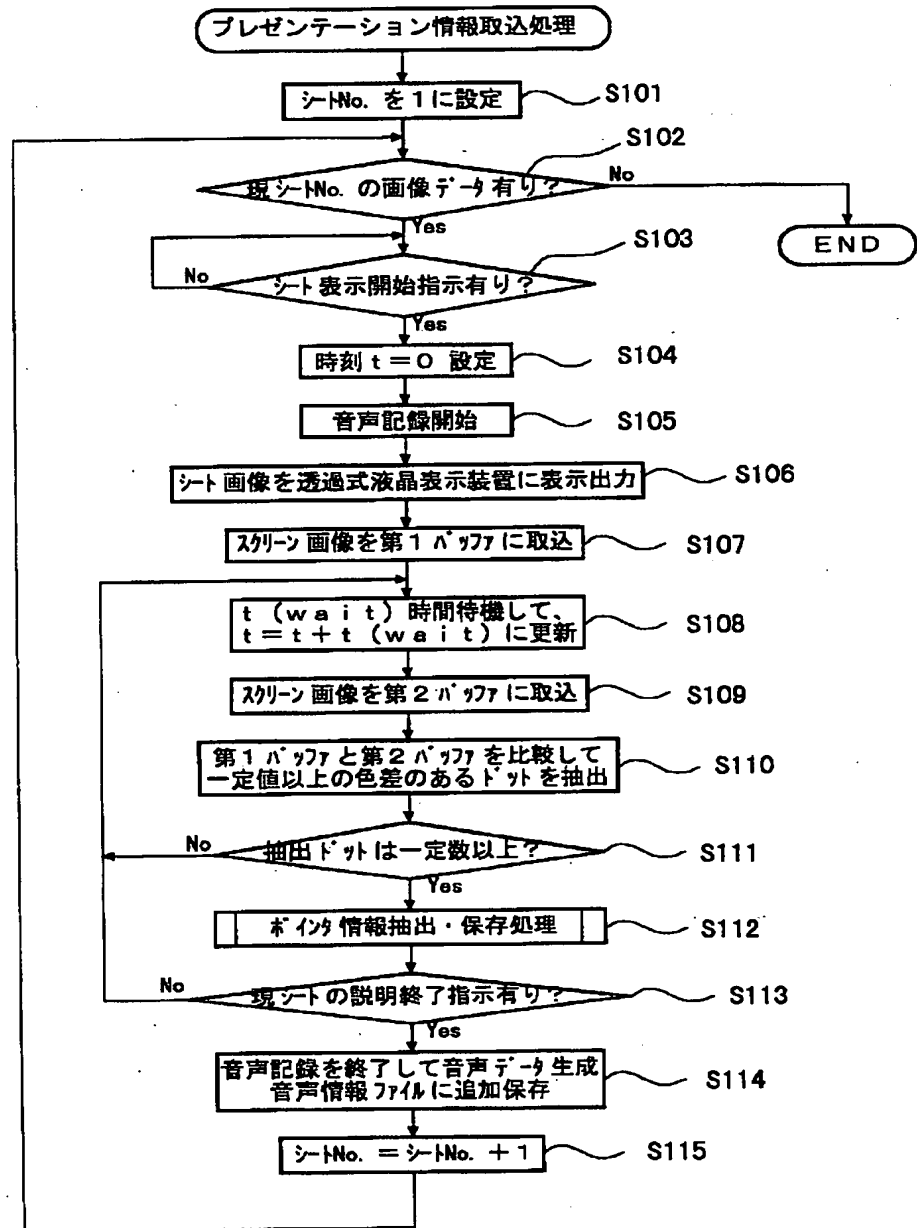 プレゼンテーション情報取込処理
シートNo. を1に設定
S101
S102
現シートNo. の画像データ有り?
No
Yes
END
S103
No
シート表示開始指示有り?
Yes
時刻t=0 設定
S104
音声記録開始
S105
シート画像を透過式液晶表示装置に表示出力
S106
スクリーン画像を第1バッファに取込
S107
t(wait)時間待機して、
t=t+t(wait)に更新
S108
スクリーン画像を第2バッファに取込
S109
第1バッファと第2バッファを比較して
一定値以上の色差のあるドットを抽出
S110
No
抽出ドットは一定数以上?
S111
Yes
ポインタ情報抽出・保存処理
S112
No
現シートの説明終了指示有り?
S113
Yes
音声記録を終了して音声データ生成
音声情報ファイルに追加保存
S114
シートNo. =シートNo. +1
S115